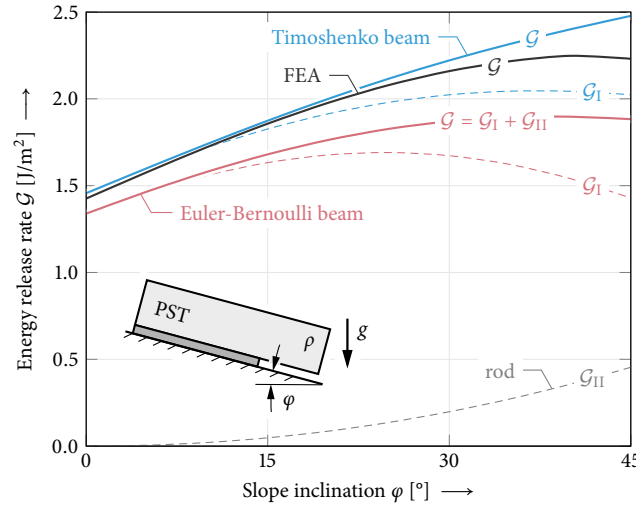 2.5
2.0
1.5
1.0
0.5
0.0
Energy release rate 𝒢 [J/m²] ⟶
Timoshenko beam
𝒢
FEA
𝒢
𝒢I
𝒢 = 𝒢I + 𝒢II
𝒢I
Euler-Bernoulli beam
PST
ρ
g
φ
rod
𝒢II
0
15
30
45
Slope inclination φ [°] ⟶